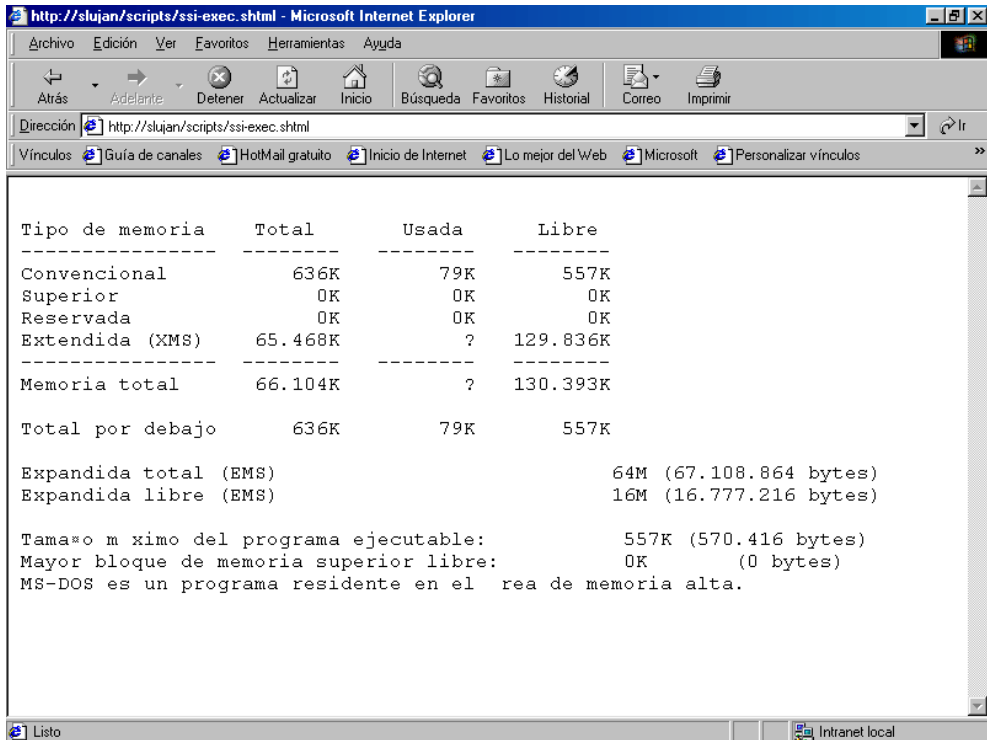 http://slujan/scripts/ssi-exec.shtml - Microsoft Internet Explorer
Archivo Edición Ver Favoritos Herramientas Ayuda
Atrás Adelante Detener Actualizar Inicio Búsqueda Favoritos Historial Correo Imprimir
Dirección http://slujan/scripts/ssi-exec.shtml Ir
Vínculos Guía de canales HotMail gratuito Inicio de Internet Lo mejor del Web Microsoft Personalizar vínculos »
Tipo de memoria Total Usada Libre
---------------- -------- -------- --------
Convencional 636K 79K 557K
Superior 0K 0K 0K
Reservada 0K 0K 0K
Extendida (XMS) 65.468K ? 129.836K
---------------- -------- -------- --------
Memoria total 66.104K ? 130.393K
Total por debajo 636K 79K 557K
Expandida total (EMS) 64M (67.108.864 bytes)
Expandida libre (EMS) 16M (16.777.216 bytes)
Tama¤o m ximo del programa ejecutable: 557K (570.416 bytes)
Mayor bloque de memoria superior libre: 0K (0 bytes)
MS-DOS es un programa residente en el  rea de memoria alta.
Listo Intranet local